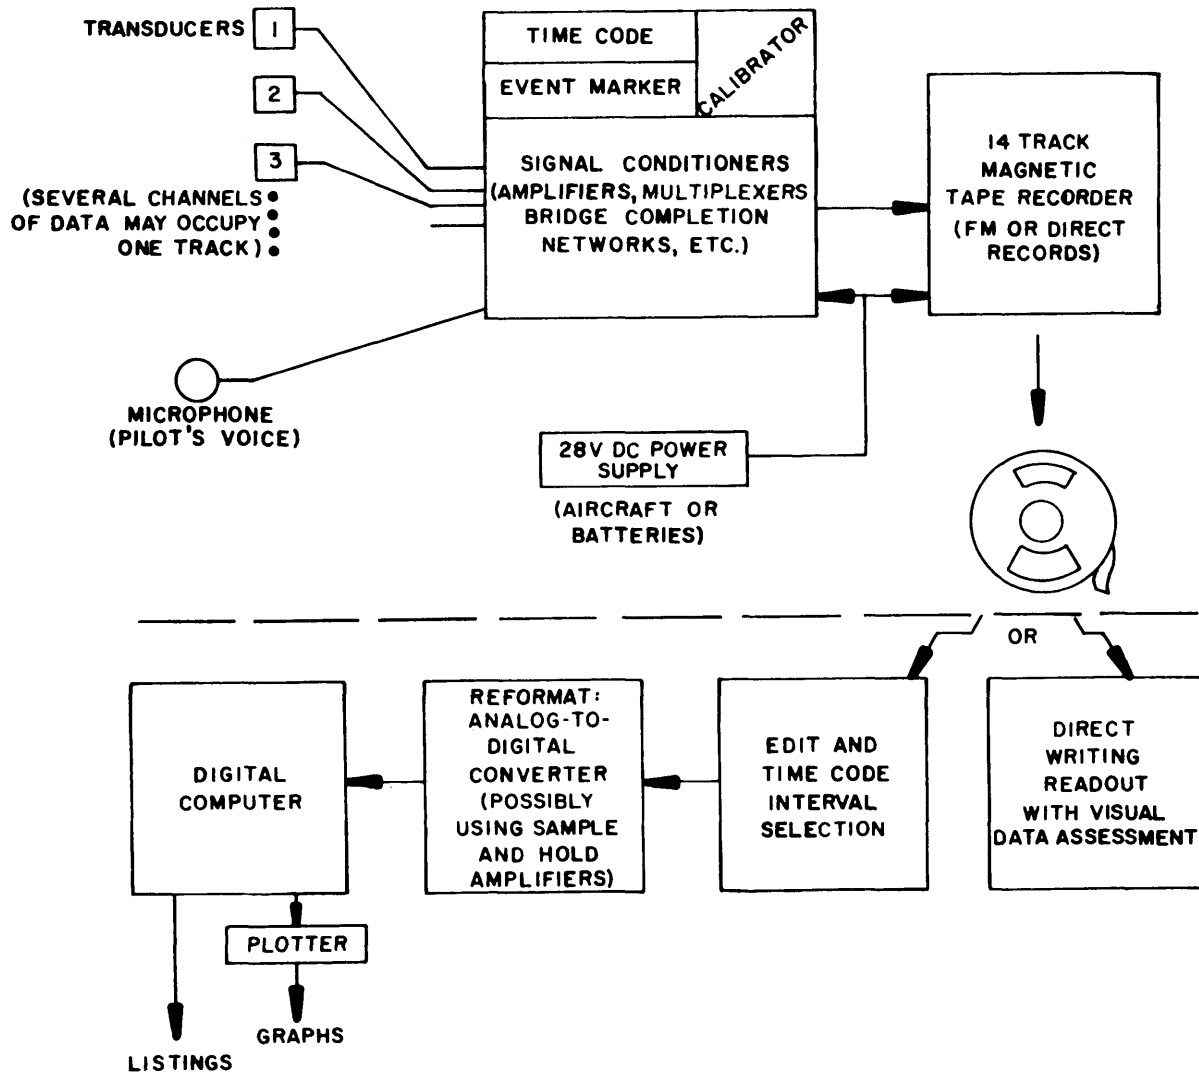 TRANSDUCERS
1
2
3
(SEVERAL CHANNELS
OF DATA MAY OCCUPY
ONE TRACK)
MICROPHONE
(PILOT'S VOICE)
TIME CODE
EVENT MARKER
CALIBRATOR
SIGNAL CONDITIONERS
(AMPLIFIERS, MULTIPLEXERS
BRIDGE COMPLETION
NETWORKS, ETC.)
14 TRACK
MAGNETIC
TAPE RECORDER
(FM OR DIRECT
RECORDS)
28V DC POWER
SUPPLY
(AIRCRAFT OR
BATTERIES)
OR
DIRECT
WRITING
READOUT
WITH VISUAL
DATA ASSESSMENT
EDIT AND
TIME CODE
INTERVAL
SELECTION
REFORMAT:
ANALOG-TO-
DIGITAL
CONVERTER
(POSSIBLY
USING SAMPLE
AND HOLD
AMPLIFIERS)
DIGITAL
COMPUTER
PLOTTER
GRAPHS
LISTINGS